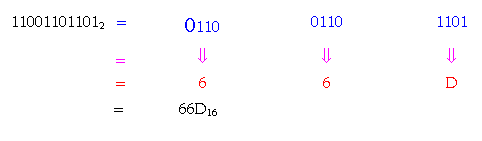 11001101101₂ = 0110 0110 1101
= ⇓ ⇓ ⇓
= 6 6 D
= 66D₁₆